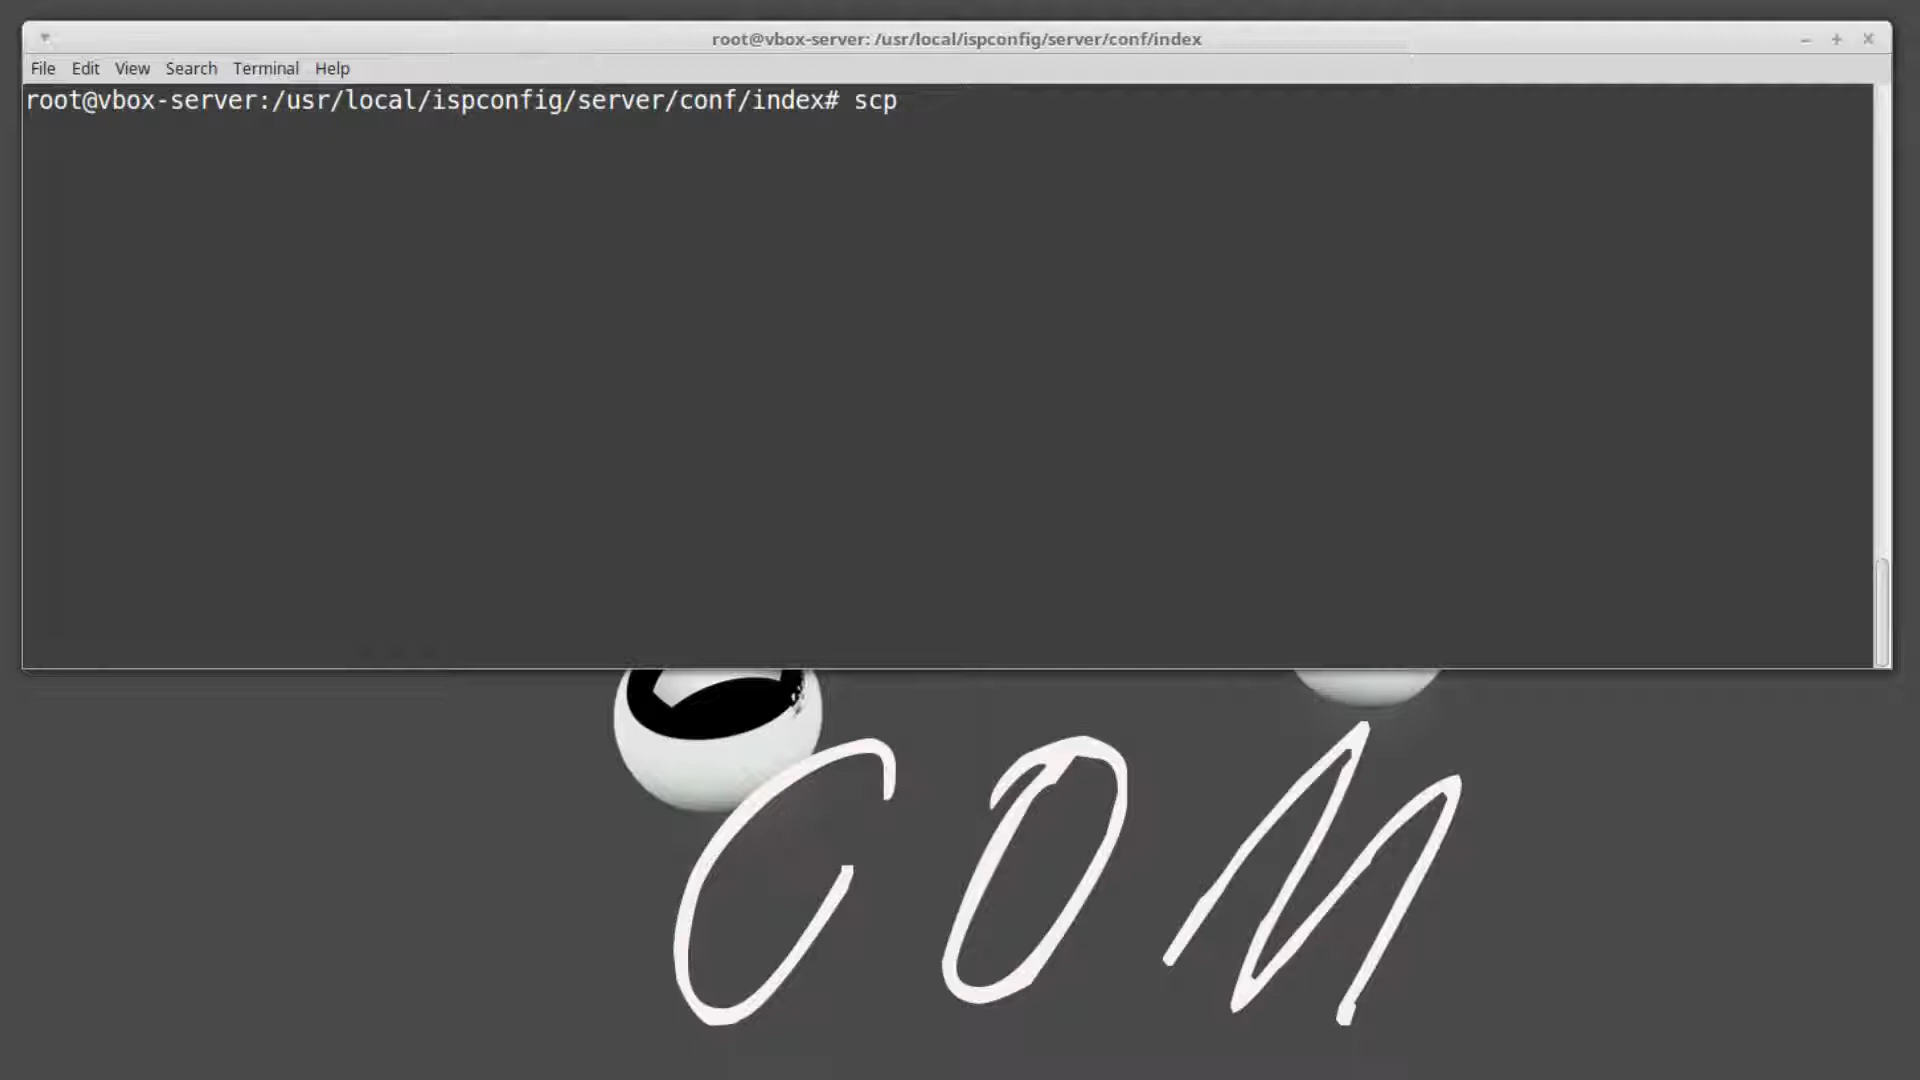 root@vbox-server: /usr/local/ispconfig/server/conf/index
File Edit View Search Terminal Help
root@vbox-server:/usr/local/ispconfig/server/conf/index# scp
COM